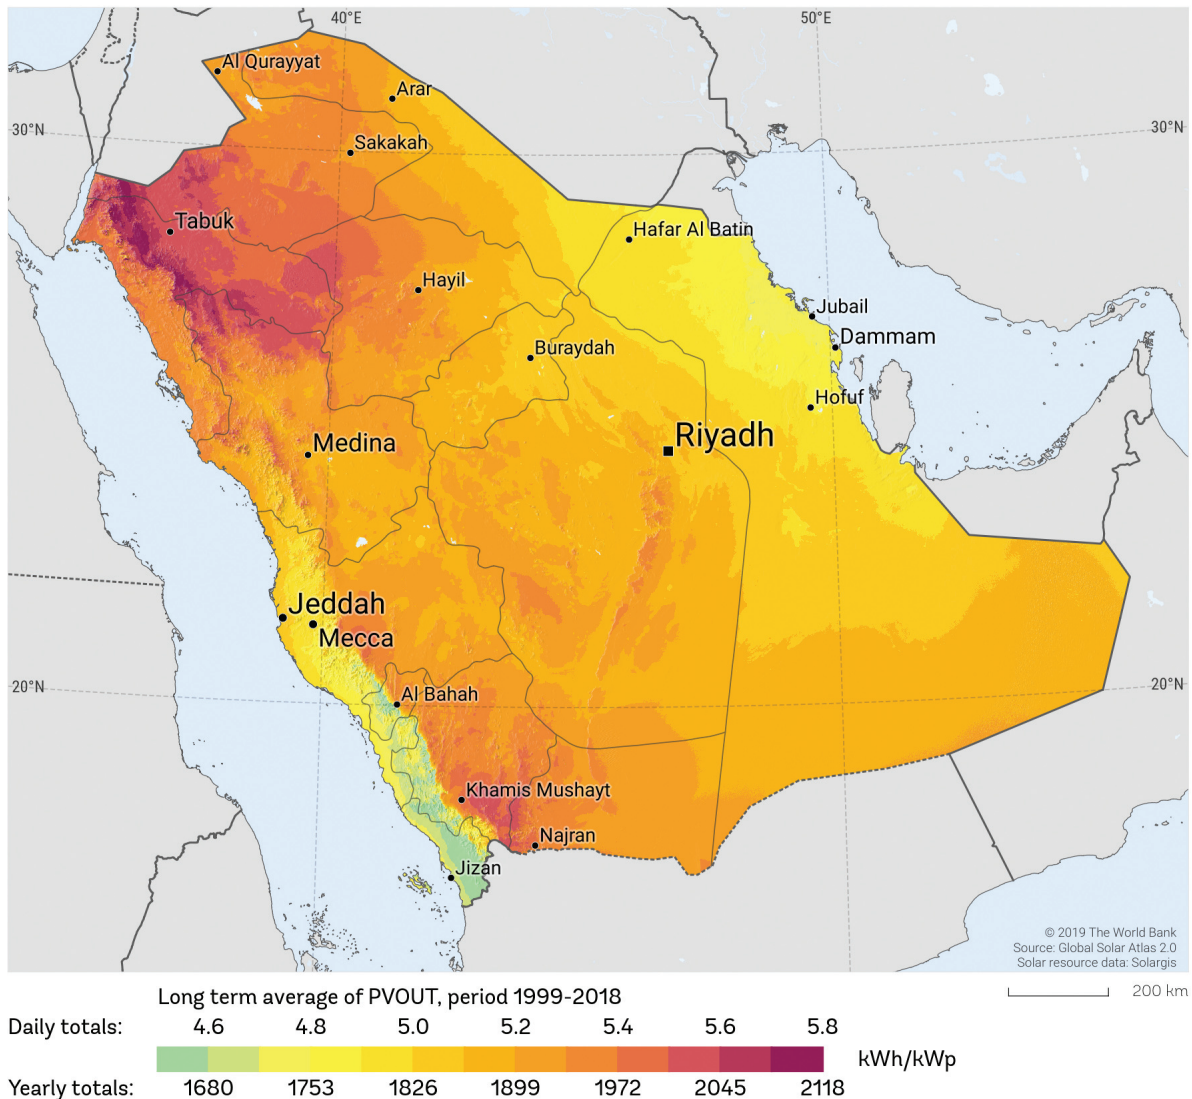 40°E
50°E
Al Qurayyat
Arar
30°N
30°N
Sakakah
Tabuk
Hafar Al Batin
Hayil
Jubail
Dammam
Buraydah
Hofuf
Riyadh
Medina
Jeddah
Mecca
20°N
20°N
Al Bahah
Khamis Mushayt
Najran
Jizan
© 2019 The World Bank
Source: Global Solar Atlas 2.0
Solar resource data: Solargis
200 km
Long term average of PVOUT, period 1999-2018
Daily totals: 4.6 4.8 5.0 5.2 5.4 5.6 5.8
kWh/kWp
Yearly totals: 1680 1753 1826 1899 1972 2045 2118